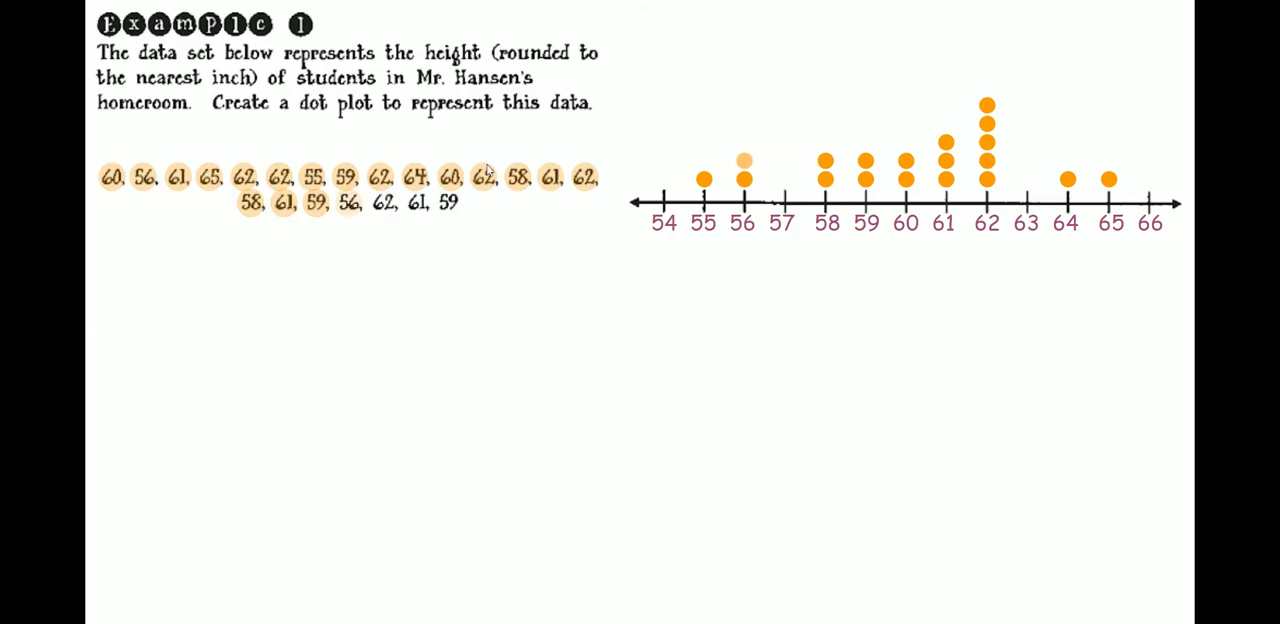 Example 1
The data set below represents the height (rounded to
the nearest inch) of students in Mr. Hansen's
homeroom. Create a dot plot to represent this data.
60, 56, 61, 65, 62, 62, 55, 59, 62, 64, 60, 62, 58, 61, 62,
58, 61, 59, 56, 62, 61, 59
54 55 56 57 58 59 60 61 62 63 64 65 66